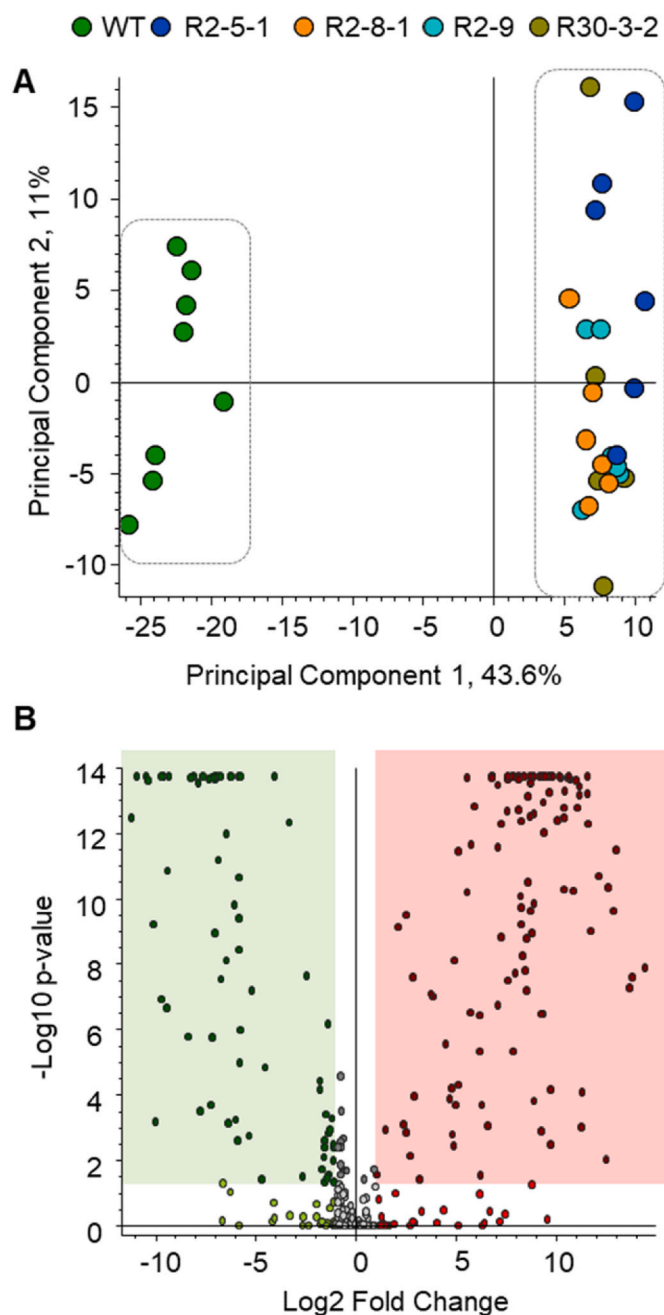 WT R2-5-1 R2-8-1 R2-9 R30-3-2
A
15
10
5
0
-5
-10
Principal Component 2, 11%
-25 -20 -15 -10 -5 0 5 10
Principal Component 1, 43.6%
B
14
12
10
8
6
4
2
0
-Log10 p-value
-10 -5 0 5 10
Log2 Fold Change